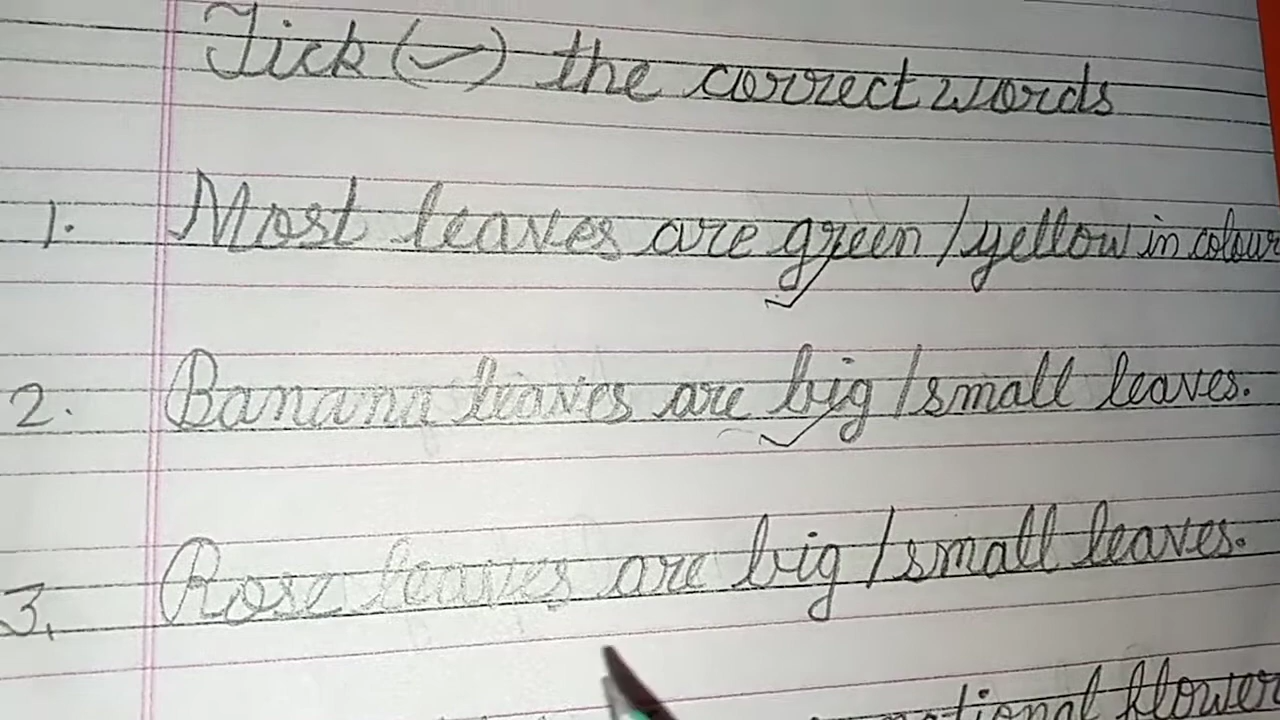 Tick (✓) the correct words
1. Most leaves are green / yellow in colour
2. Banana leaves are big / small leaves.
3. Rose leaves are big / small leaves.
flower